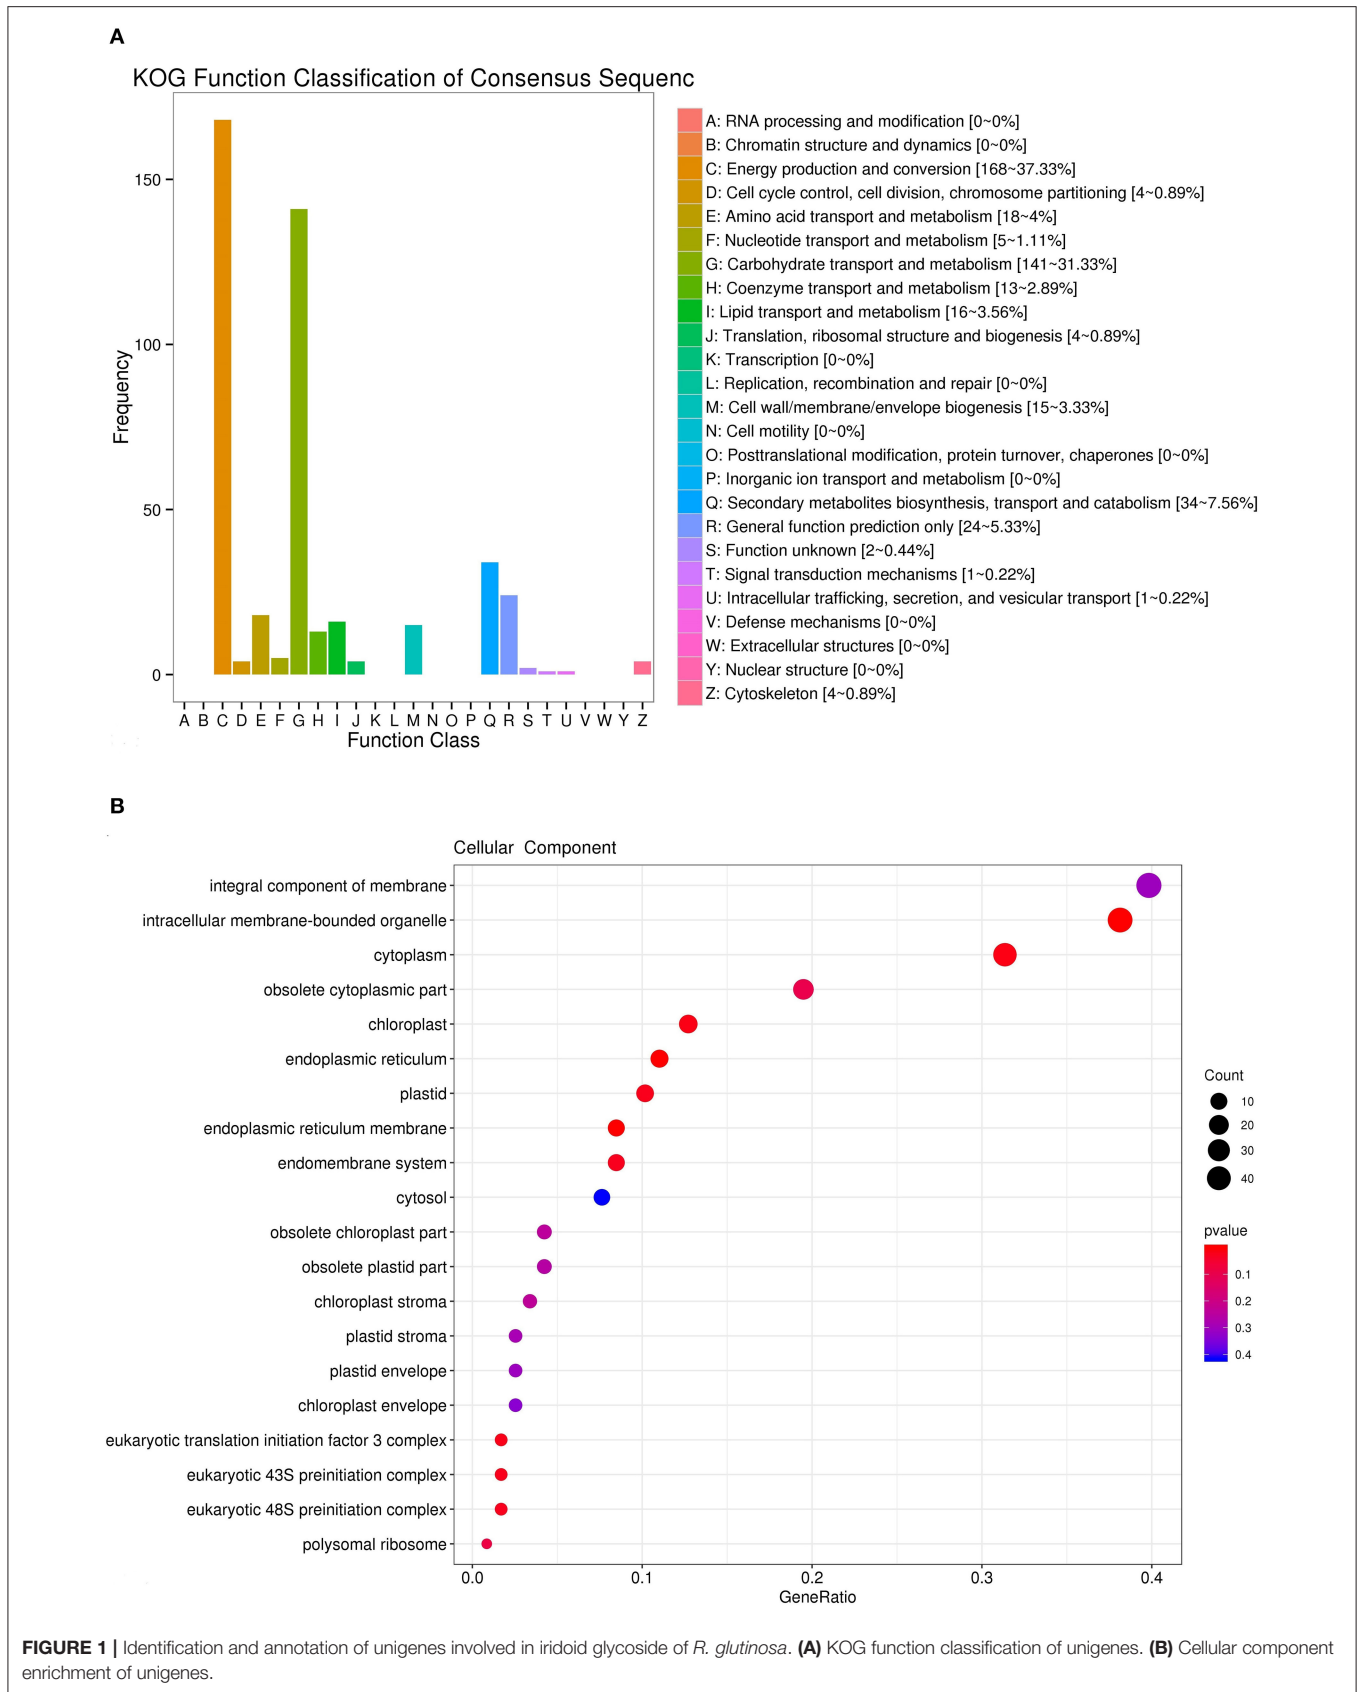 A
KOG Function Classification of Consensus Sequenc
150
100
50
0
Frequency
A B C D E F G H I J K L M N O P Q R S T U V W Y Z
Function Class
A: RNA processing and modification [0~0%]
B: Chromatin structure and dynamics [0~0%]
C: Energy production and conversion [168~37.33%]
D: Cell cycle control, cell division, chromosome partitioning [4~0.89%]
E: Amino acid transport and metabolism [18~4%]
F: Nucleotide transport and metabolism [5~1.11%]
G: Carbohydrate transport and metabolism [141~31.33%]
H: Coenzyme transport and metabolism [13~2.89%]
I: Lipid transport and metabolism [16~3.56%]
J: Translation, ribosomal structure and biogenesis [4~0.89%]
K: Transcription [0~0%]
L: Replication, recombination and repair [0~0%]
M: Cell wall/membrane/envelope biogenesis [15~3.33%]
N: Cell motility [0~0%]
O: Posttranslational modification, protein turnover, chaperones [0~0%]
P: Inorganic ion transport and metabolism [0~0%]
Q: Secondary metabolites biosynthesis, transport and catabolism [34~7.56%]
R: General function prediction only [24~5.33%]
S: Function unknown [2~0.44%]
T: Signal transduction mechanisms [1~0.22%]
U: Intracellular trafficking, secretion, and vesicular transport [1~0.22%]
V: Defense mechanisms [0~0%]
W: Extracellular structures [0~0%]
Y: Nuclear structure [0~0%]
Z: Cytoskeleton [4~0.89%]
B
Cellular Component
integral component of membrane
intracellular membrane-bounded organelle
cytoplasm
obsolete cytoplasmic part
chloroplast
endoplasmic reticulum
plastid
endoplasmic reticulum membrane
endomembrane system
cytosol
obsolete chloroplast part
obsolete plastid part
chloroplast stroma
plastid stroma
plastid envelope
chloroplast envelope
eukaryotic translation initiation factor 3 complex
eukaryotic 43S preinitiation complex
eukaryotic 48S preinitiation complex
polysomal ribosome
0.0 0.1 0.2 0.3 0.4
GeneRatio
Count
10
20
30
40
pvalue
0.1
0.2
0.3
0.4
FIGURE 1 | Identification and annotation of unigenes involved in iridoid glycoside of R. glutinosa. (A) KOG function classification of unigenes. (B) Cellular component
enrichment of unigenes.